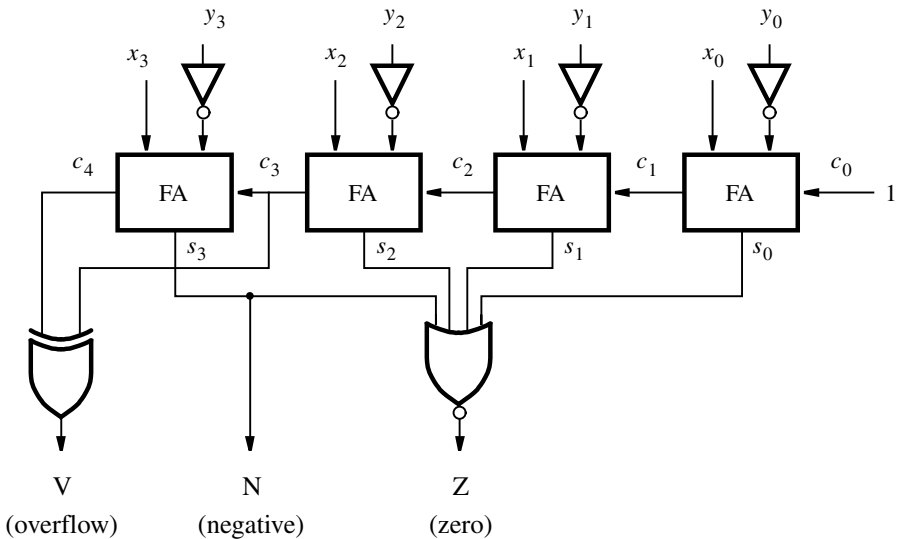 y3 y2 y1 y0
x3 x2 x1 x0
c4 c3 c2 c1 c0
FA FA FA FA 1
s3 s2 s1 s0
V N Z
(overflow) (negative) (zero)